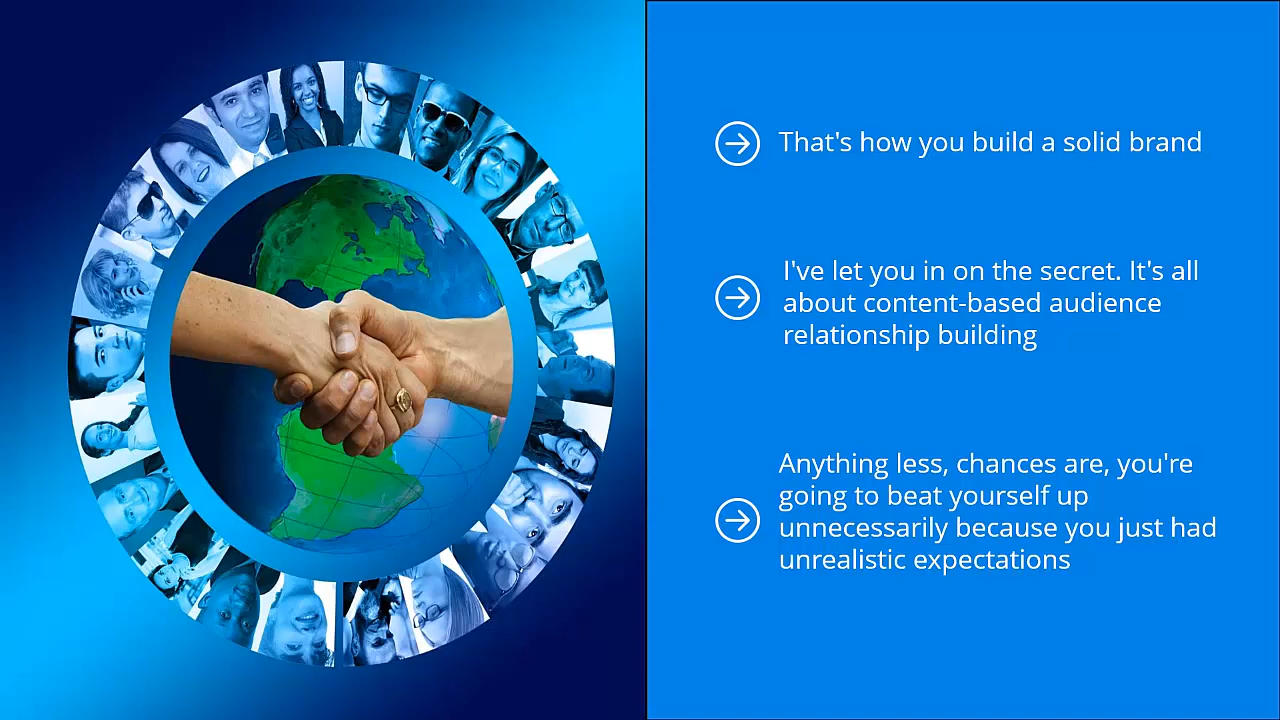 That's how you build a solid brand
I've let you in on the secret. It's all
about content-based audience
relationship building
Anything less, chances are, you're
going to beat yourself up
unnecessarily because you just had
unrealistic expectations